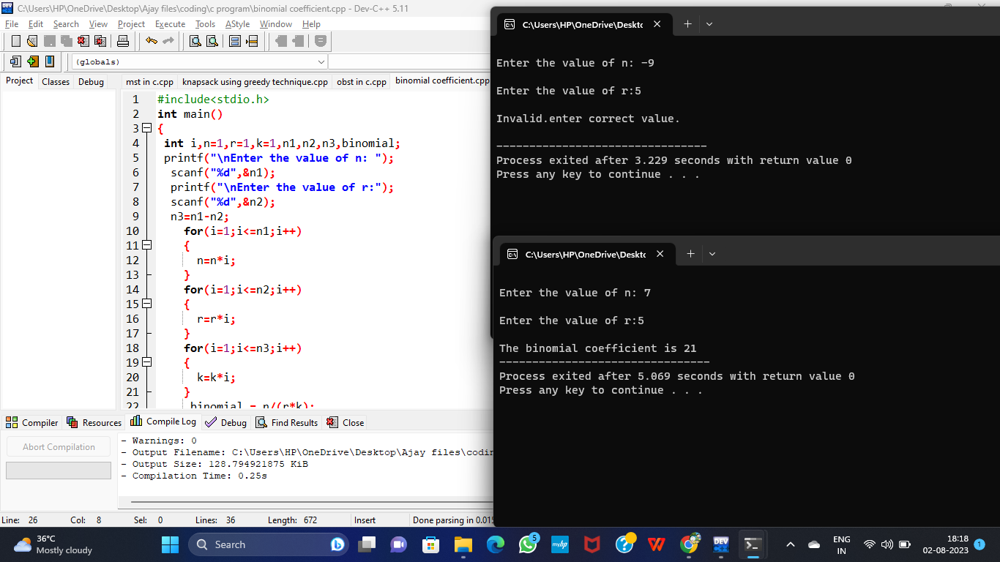 C:\Users\HP\OneDrive\Desktop\Ajay files\coding\c program\binomial coefficient.cpp - Dev-C++ 5.11
File Edit Search View Project Execute Tools AStyle Window Help
(globals)
Project Classes Debug
mst in c.cpp knapsack using greedy technique.cpp obst in c.cpp binomial coefficient.cpp
1 #include<stdio.h>
2 int main()
3 {
4 int i,n=1,r=1,k=1,n1,n2,n3,binomial;
5 printf("\nEnter the value of n: ");
6 scanf("%d",&n1);
7 printf("\nEnter the value of r:");
8 scanf("%d",&n2);
9 n3=n1-n2;
10 for(i=1;i<=n1;i++)
11 {
12 n=n*i;
13 }
14 for(i=1;i<=n2;i++)
15 {
16 r=r*i;
17 }
18 for(i=1;i<=n3;i++)
19 {
20 k=k*i;
21 }
22 binomial = n/(r*k);
Compiler Resources Compile Log Debug Find Results Close
Abort Compilation
- Warnings: 0
- Output Filename: C:\Users\HP\OneDrive\Desktop\Ajay files\codin
- Output Size: 128.794921875 KiB
- Compilation Time: 0.25s
Line: 26 Col: 8 Sel: 0 Lines: 36 Length: 672 Insert Done parsing in 0.015
C:\Users\HP\OneDrive\Deskto
Enter the value of n: -9
Enter the value of r:5
Invalid.enter correct value.
--------------------------------
Process exited after 3.229 seconds with return value 0
Press any key to continue . . .
C:\Users\HP\OneDrive\Deskto
Enter the value of n: 7
Enter the value of r:5
The binomial coefficient is 21
--------------------------------
Process exited after 5.069 seconds with return value 0
Press any key to continue . . .
36°C
Mostly cloudy
Search
5
myhp
DEV
ENG
IN
18:18
02-08-2023
1